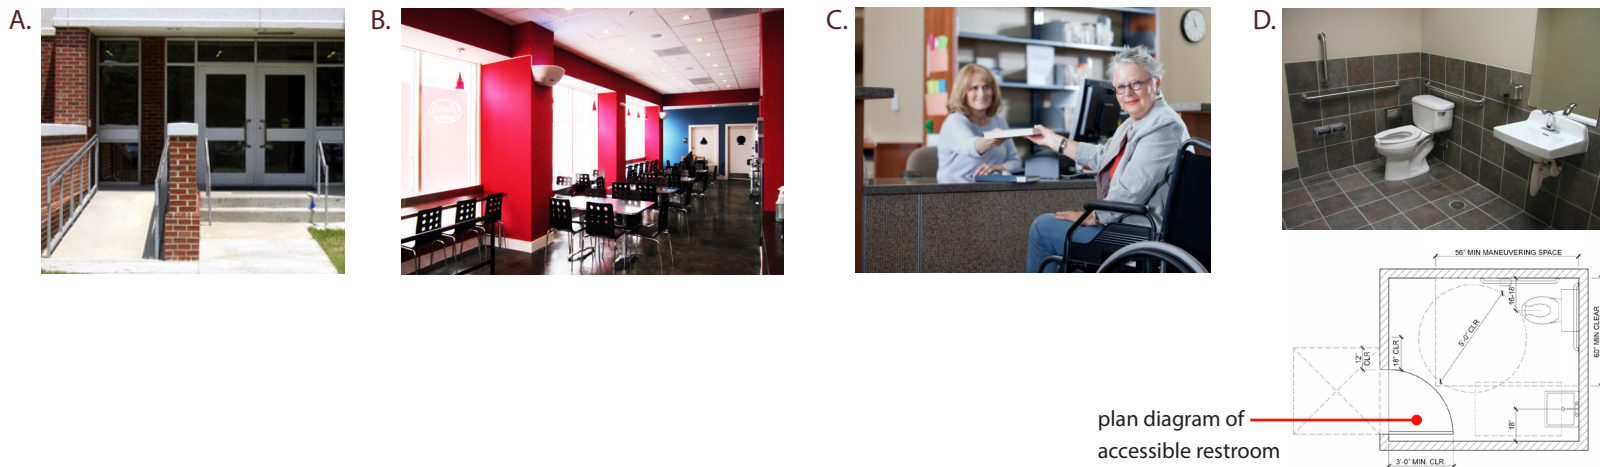 A.
B.
C.
D.
56" MIN MANEUVERING SPACE
16-18"
5'-0" CLR
60" MIN CLEAR
12"
CLR
18" CLR
18"
3'-0" MIN. CLR.
plan diagram of
accessible restroom